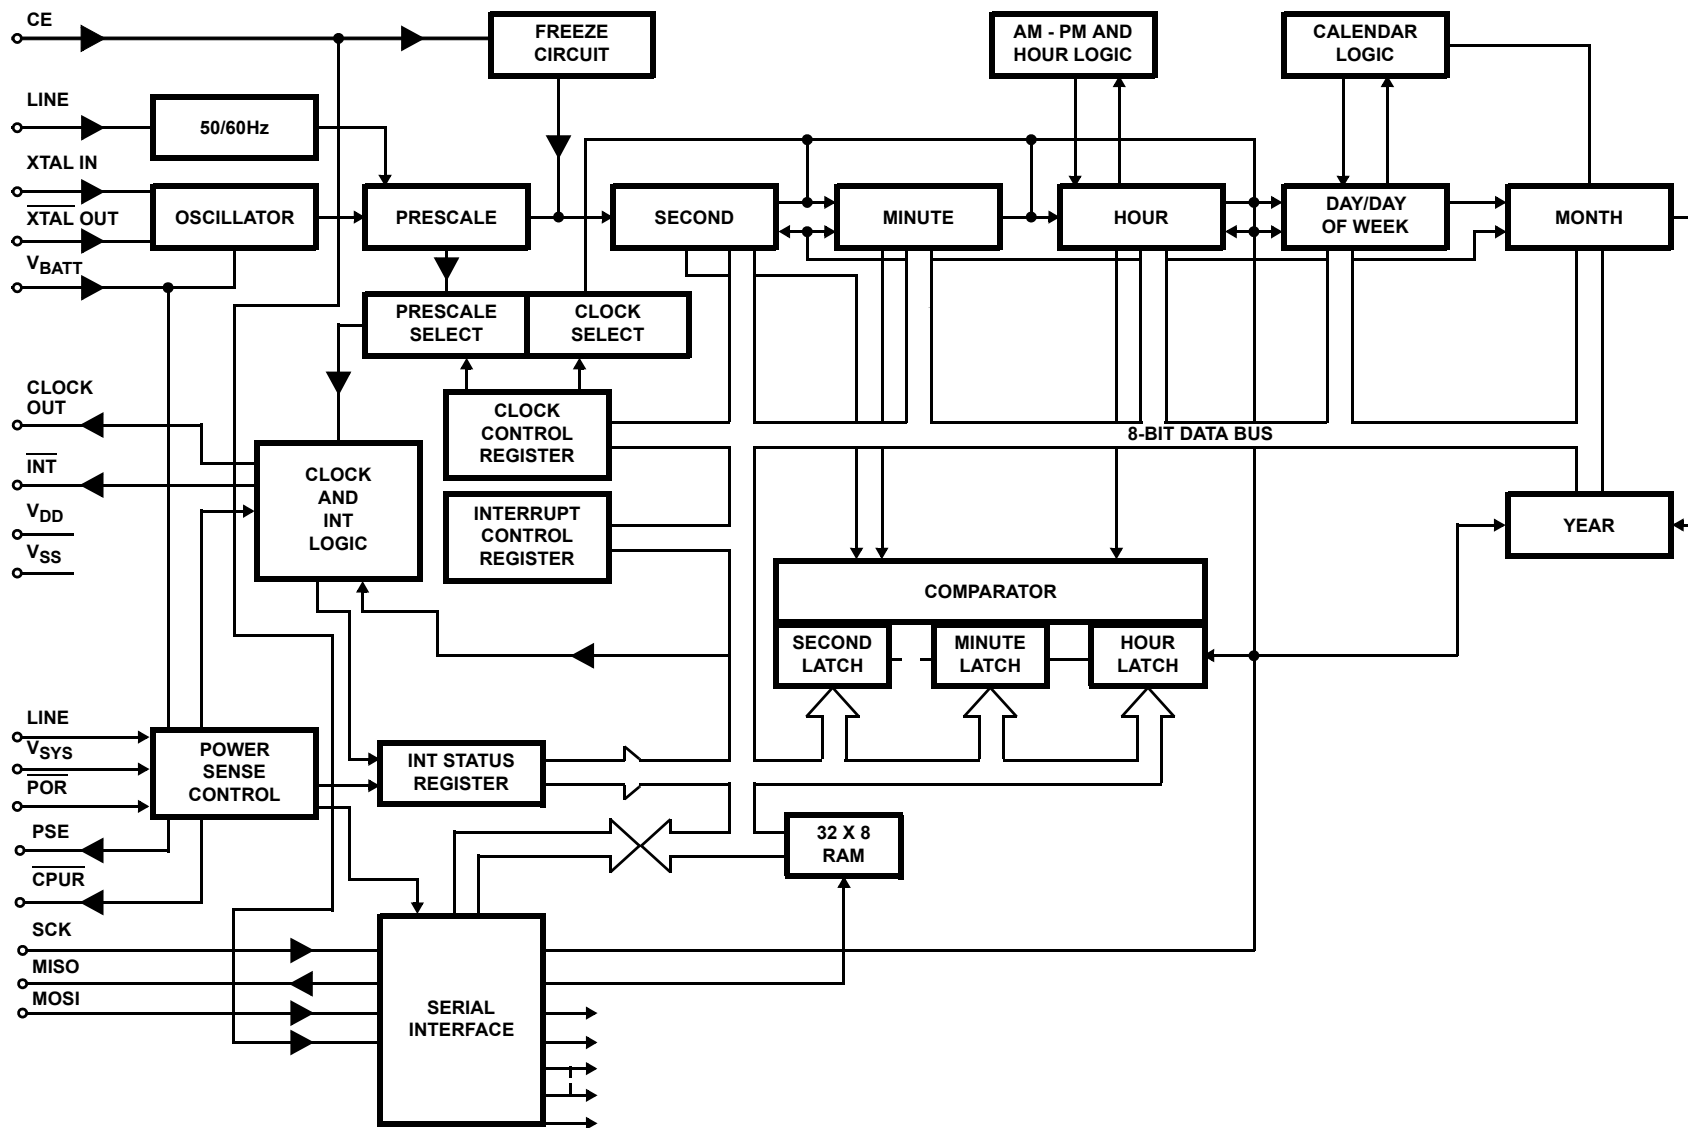 CE
FREEZE
CIRCUIT
AM - PM AND
HOUR LOGIC
CALENDAR
LOGIC
LINE
50/60Hz
XTAL IN
XTAL OUT
OSCILLATOR
PRESCALE
SECOND
MINUTE
HOUR
DAY/DAY
OF WEEK
MONTH
VBATT
PRESCALE
SELECT
CLOCK
SELECT
CLOCK
OUT
CLOCK
CONTROL
REGISTER
8-BIT DATA BUS
INT
CLOCK
AND
INT
LOGIC
VDD
VSS
INTERRUPT
CONTROL
REGISTER
YEAR
COMPARATOR
SECOND
LATCH
MINUTE
LATCH
HOUR
LATCH
LINE
VSYS
POR
POWER
SENSE
CONTROL
INT STATUS
REGISTER
PSE
CPUR
32 X 8
RAM
SCK
MISO
MOSI
SERIAL
INTERFACE